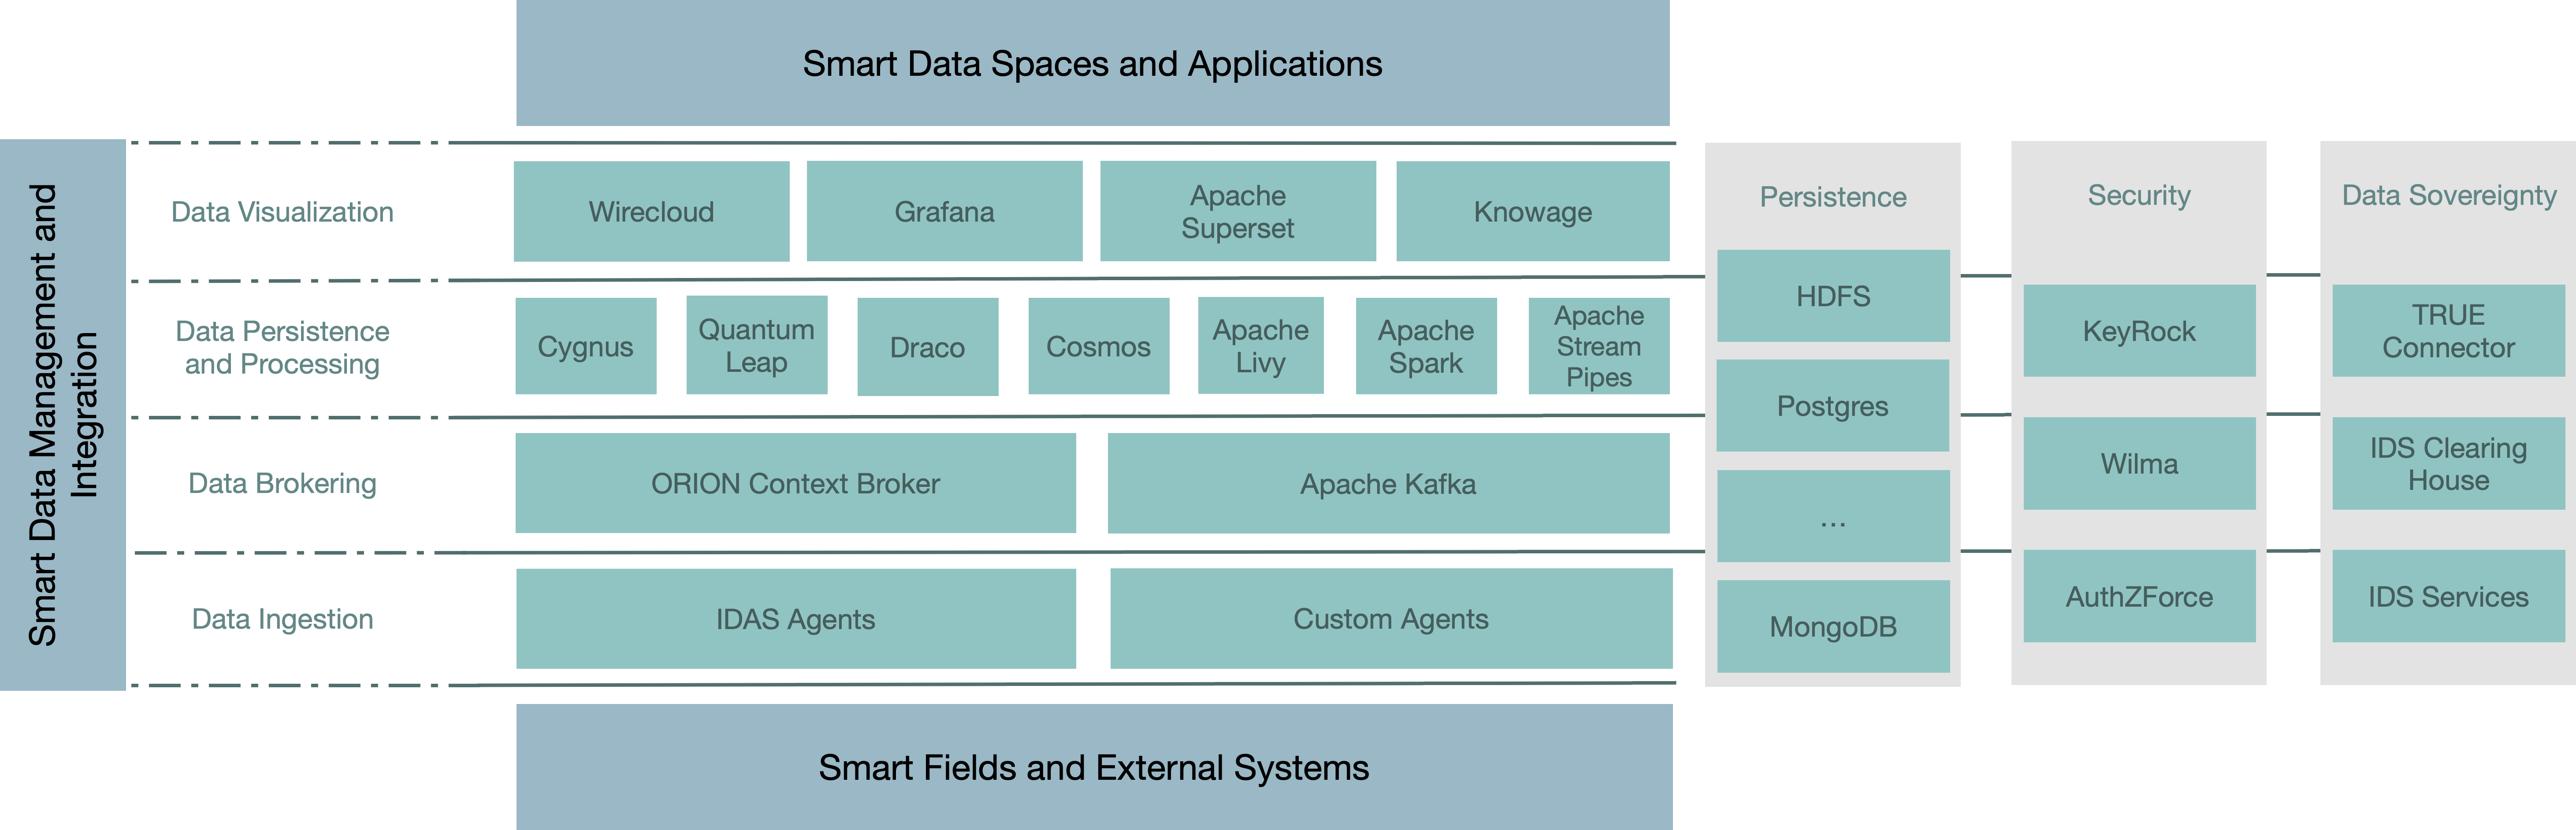 Smart Data Spaces and Applications
Smart Data Management and
Integration
Data Visualization
Wirecloud
Grafana
Apache
Superset
Knowage
Data Persistence
and Processing
Cygnus
Quantum
Leap
Draco
Cosmos
Apache
Livy
Apache
Spark
Apache
Stream
Pipes
Data Brokering
ORION Context Broker
Apache Kafka
Data Ingestion
IDAS Agents
Custom Agents
Persistence
HDFS
Postgres
...
MongoDB
Security
KeyRock
Wilma
AuthZForce
Data Sovereignty
TRUE
Connector
IDS Clearing
House
IDS Services
Smart Fields and External Systems